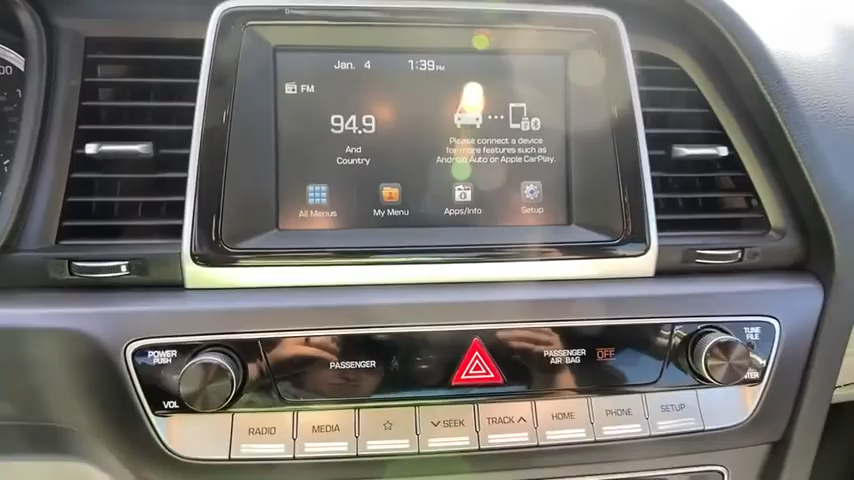 00
Jan. 4
1:39PM
FM
94.9
And
Country
Please connect a device
for more features such as
Android Auto or Apple CarPlay.
All Menus
My Menu
Apps/Info
Setup
POWER
PUSH
VOL
PASSENGER
PASSENGER
AIR BAG
OFF
TUNE
FILE
RADIO
MEDIA
SEEK
TRACK
HOME
PHONE
SETUP